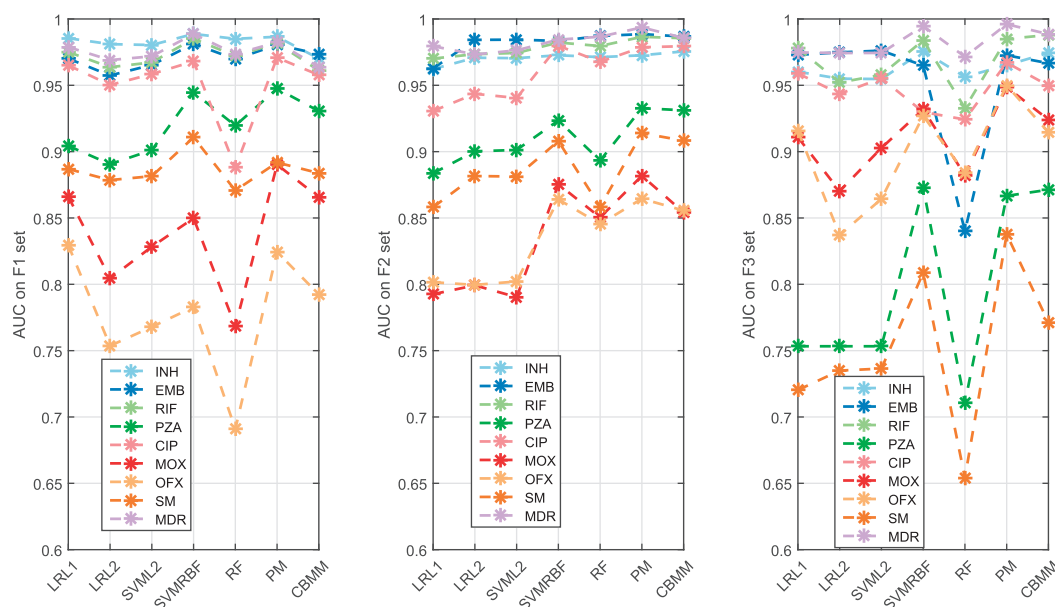 AUC on F1 set
1
0.95
0.9
0.85
0.8
0.75
0.7
0.65
0.6
INH
EMB
RIF
PZA
CIP
MOX
OFX
SM
MDR
LRL1
LRL2
SVML2
SVMRBF
RF
PM
CBMM
AUC on F2 set
1
0.95
0.9
0.85
0.8
0.75
0.7
0.65
0.6
INH
EMB
RIF
PZA
CIP
MOX
OFX
SM
MDR
LRL1
LRL2
SVML2
SVMRBF
RF
PM
CBMM
AUC on F3 set
1
0.95
0.9
0.85
0.8
0.75
0.7
0.65
0.6
INH
EMB
RIF
PZA
CIP
MOX
OFX
SM
MDR
LRL1
LRL2
SVML2
SVMRBF
RF
PM
CBMM